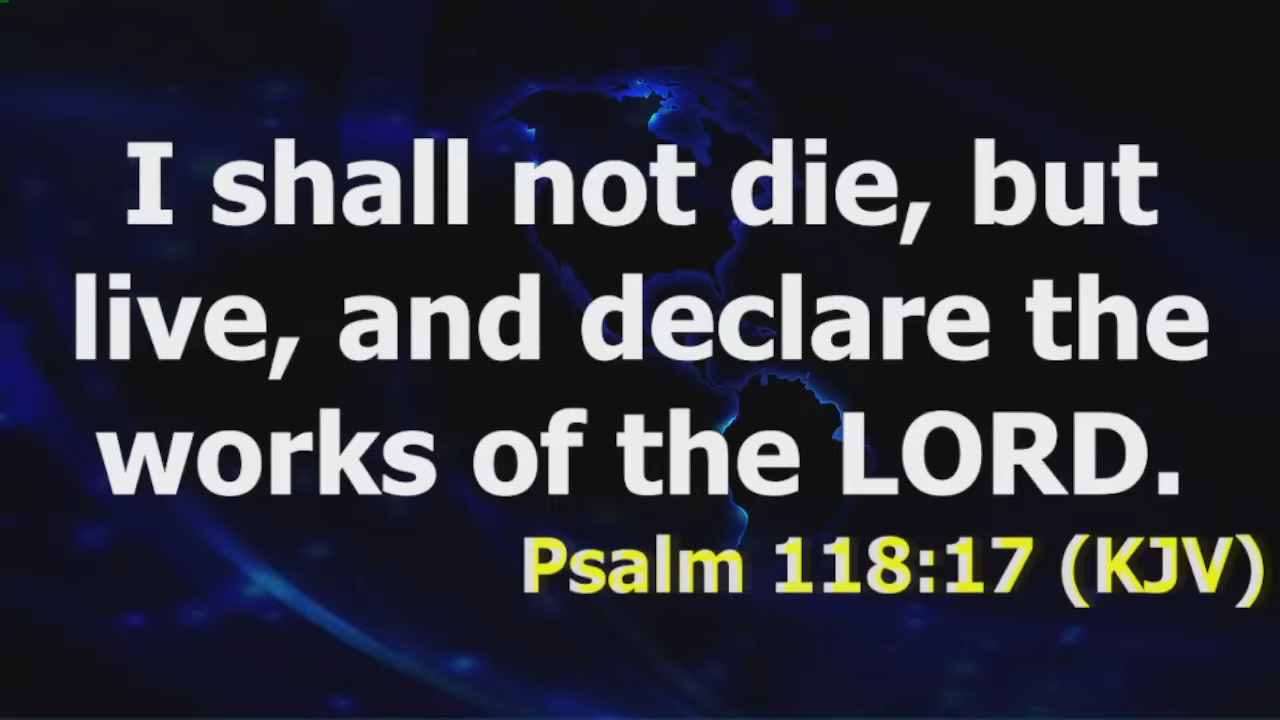 I shall not die, but
live, and declare the
works of the LORD.
Psalm 118:17 (KJV)